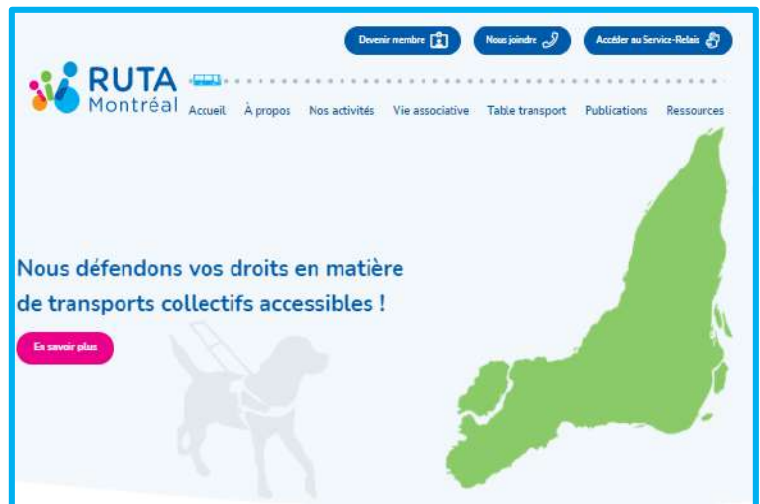 Devenir membre
Nous joindre
Accéder au Service-Relais
RUTA
Montréal
Accueil
À propos
Nos activités
Vie associative
Table transport
Publications
Ressources
Nous défendons vos droits en matière
de transports collectifs accessibles !
En savoir plus